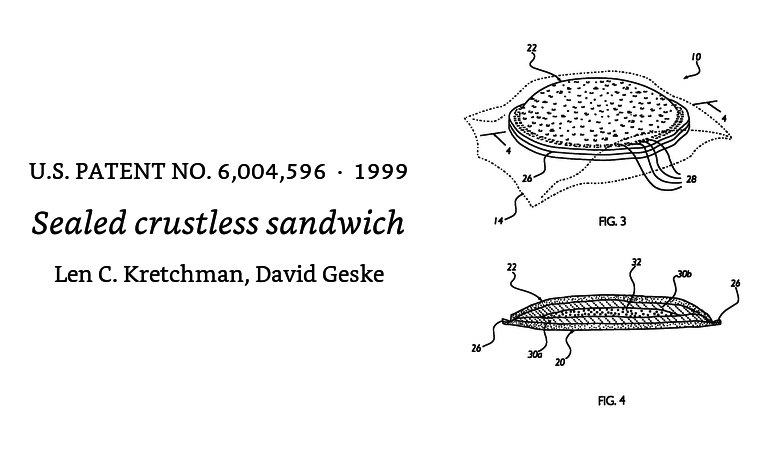 U.S. PATENT NO. 6,004,596 · 1999
Sealed crustless sandwich
Len C. Kretchman, David Geske
22
10
4
4
26
28
14
FIG. 3
22
32
30b
26
26
30a
20
FIG. 4